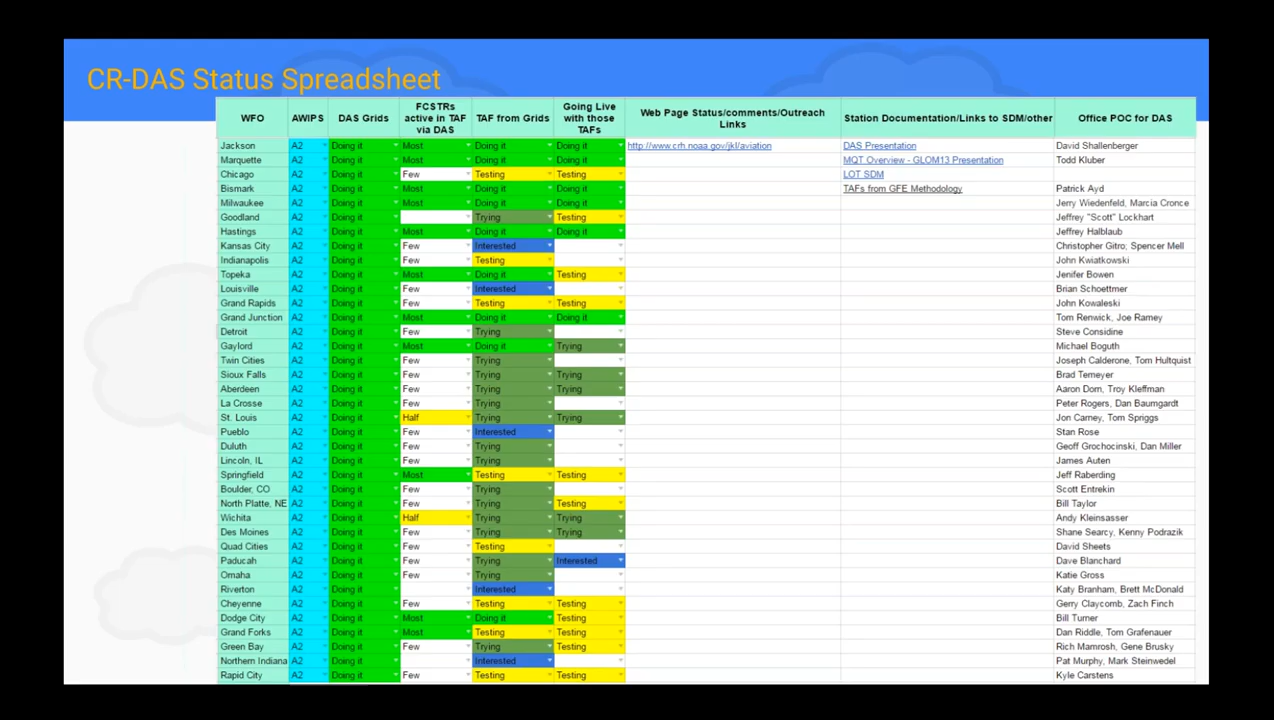 CR-DAS Status Spreadsheet
WFO AWIPS DAS Grids FCSTRs active in TAF via DAS TAF from Grids Going Live with those TAFs Web Page Status/comments/Outreach Links Station Documentation/Links to SDM/other Office POC for DAS
Jackson A2 Doing it Most Doing it Doing it http://www.crh.noaa.gov/jkl/aviation DAS Presentation David Shallenberger
Marquette A2 Doing it Most Doing it Doing it MQT Overview - GLOM13 Presentation Todd Kluber
Chicago A2 Doing it Few Testing Testing LOT SDM
Bismark A2 Doing it Most Doing it Doing it TAFs from GFE Methodology Patrick Ayd
Milwaukee A2 Doing it Most Doing it Doing it Jerry Wiedenfeld, Marcia Cronce
Goodland A2 Doing it Trying Testing Jeffrey "Scott" Lockhart
Hastings A2 Doing it Most Doing it Doing it Jeffrey Halblaub
Kansas City A2 Doing it Few Interested Christopher Gitro; Spencer Mell
Indianapolis A2 Doing it Few Testing John Kwiatkowski
Topeka A2 Doing it Most Doing it Testing Jenifer Bowen
Louisville A2 Doing it Few Interested Brian Schoettmer
Grand Rapids A2 Doing it Few Testing Testing John Kowaleski
Grand Junction A2 Doing it Most Doing it Doing it Tom Renwick, Joe Ramey
Detroit A2 Doing it Few Trying Steve Considine
Gaylord A2 Doing it Most Doing it Trying Michael Boguth
Twin Cities A2 Doing it Few Trying Joseph Calderone, Tom Hultquist
Sioux Falls A2 Doing it Few Trying Trying Brad Temeyer
Aberdeen A2 Doing it Few Trying Trying Aaron Dorn, Troy Kleffman
La Crosse A2 Doing it Few Trying Peter Rogers, Dan Baumgardt
St. Louis A2 Doing it Half Trying Trying Jon Carney, Tom Spriggs
Pueblo A2 Doing it Few Interested Stan Rose
Duluth A2 Doing it Few Trying Geoff Grochocinski, Dan Miller
Lincoln, IL A2 Doing it Few Trying James Auten
Springfield A2 Doing it Most Testing Testing Jeff Raberding
Boulder, CO A2 Doing it Few Trying Scott Entrekin
North Platte, NE A2 Doing it Few Trying Testing Bill Taylor
Wichita A2 Doing it Half Trying Trying Andy Kleinsasser
Des Moines A2 Doing it Few Trying Trying Shane Searcy, Kenny Podrazik
Quad Cities A2 Doing it Few Testing David Sheets
Paducah A2 Doing it Few Trying Interested Dave Blanchard
Omaha A2 Doing it Few Trying Katie Gross
Riverton A2 Doing it Interested Katy Branham, Brett McDonald
Cheyenne A2 Doing it Few Testing Testing Gerry Claycomb, Zach Finch
Dodge City A2 Doing it Most Doing it Testing Bill Turner
Grand Forks A2 Doing it Most Testing Testing Dan Riddle, Tom Grafenauer
Green Bay A2 Doing it Few Trying Testing Rich Mamrosh, Gene Brusky
Northern Indiana A2 Doing it Interested Pat Murphy, Mark Steinwedel
Rapid City A2 Doing it Few Testing Testing Kyle Carstens